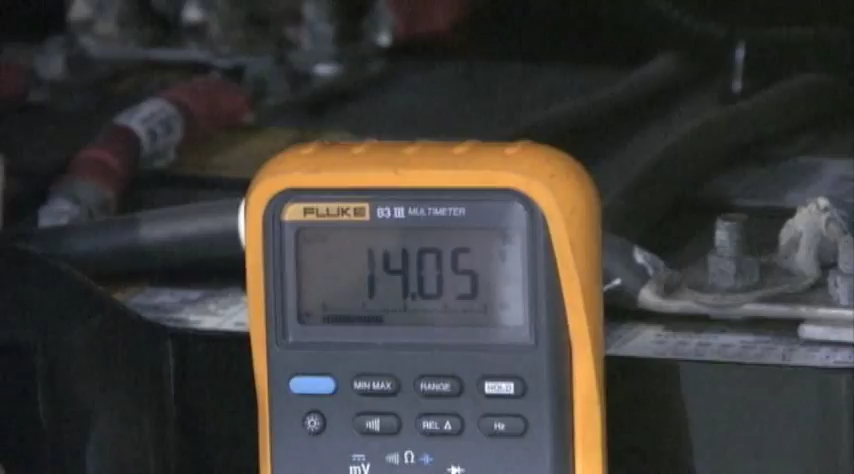 FLUKE 83 III MULTIMETER
14.05
MIN MAX RANGE HOLD
REL Δ Hz
mV Ω